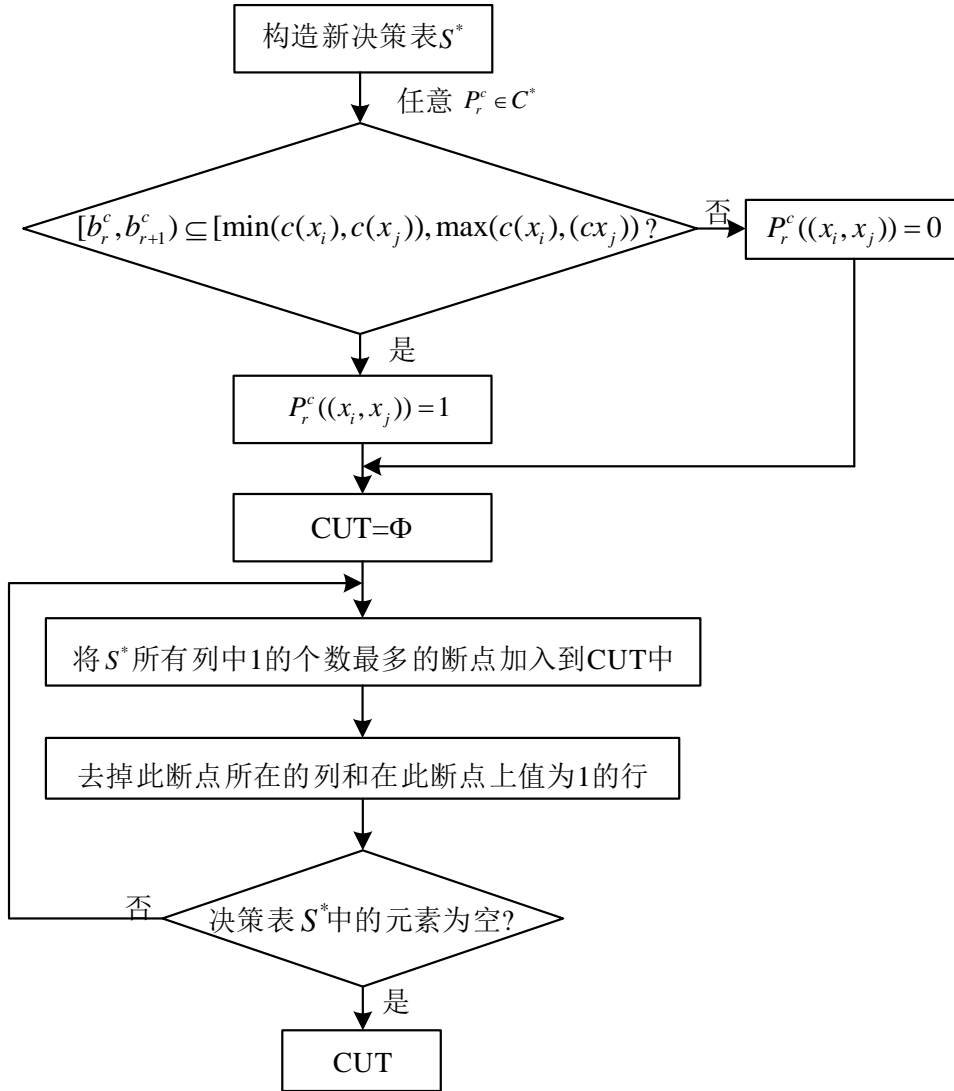 构造新决策表S*
任意 P_r^c ∈ C*
[b_r^c, b_{r+1}^c) ⊆ [min(c(x_i), c(x_j)), max(c(x_i), (cx_j)) ?
否
P_r^c((x_i, x_j)) = 0
是
P_r^c((x_i, x_j)) = 1
CUT=Φ
将S*所有列中1的个数最多的断点加入到CUT中
去掉此断点所在的列和在此断点上值为1的行
否
决策表S*中的元素为空?
是
CUT